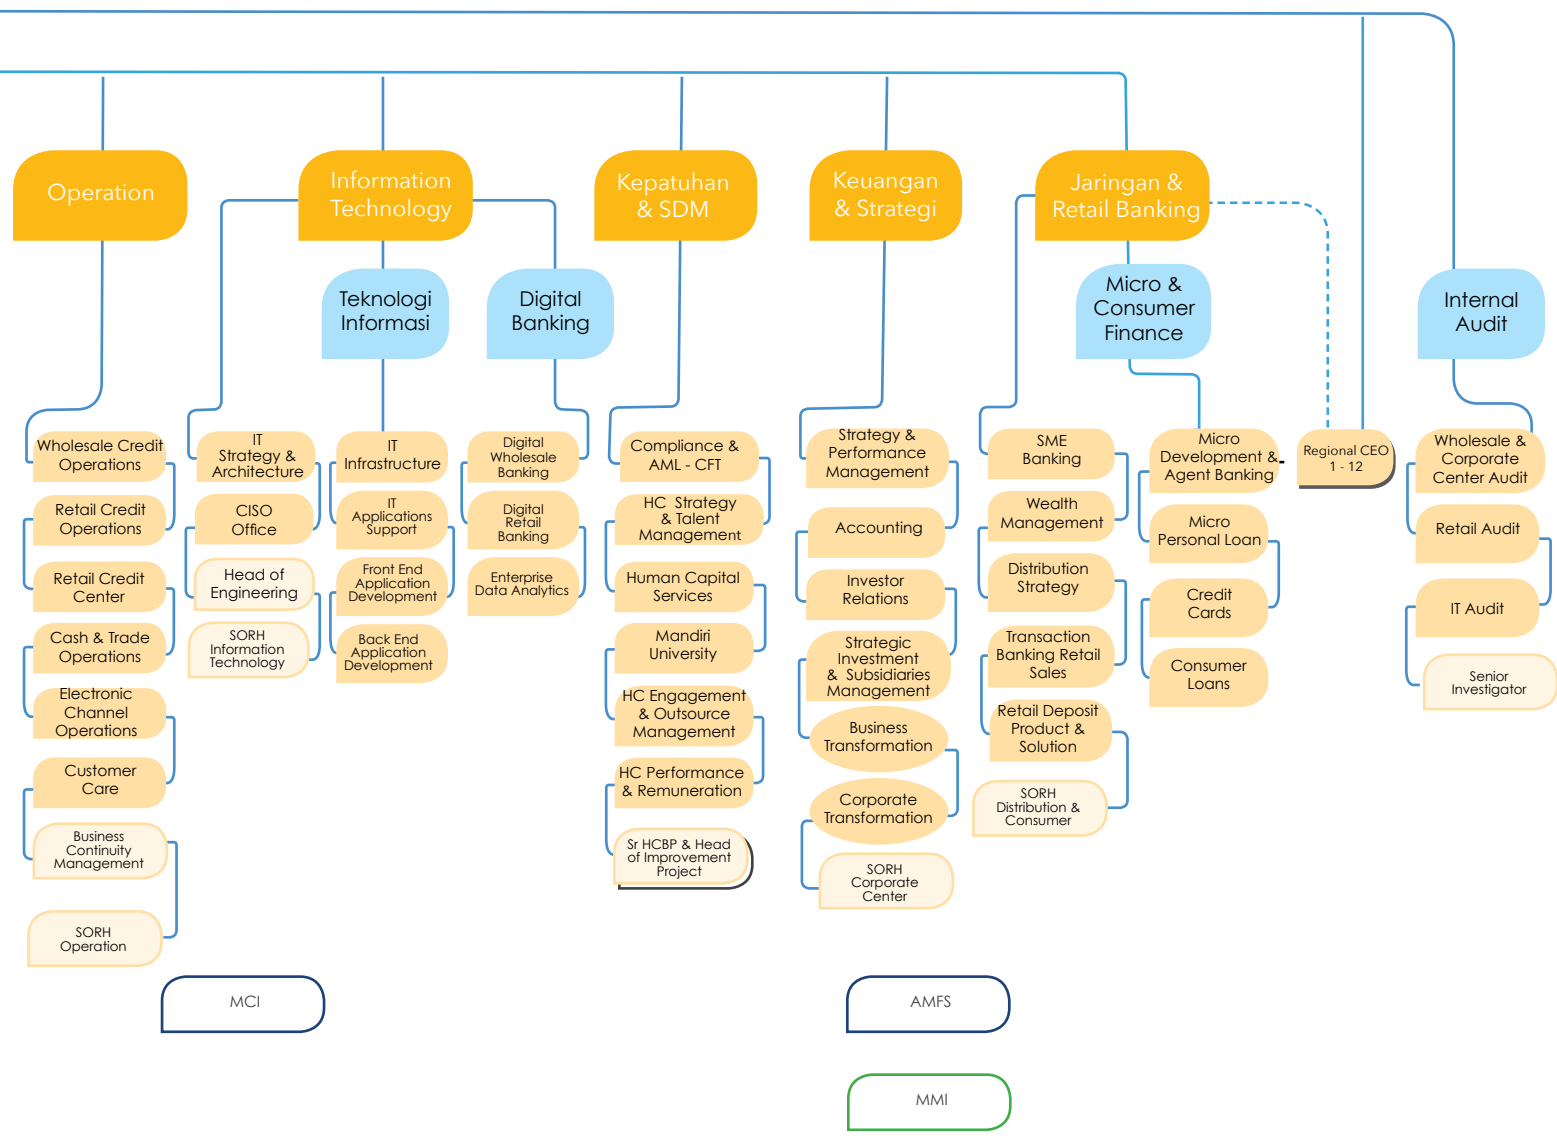 Operation
Information
Technology
Kepatuhan
& SDM
Keuangan
& Strategi
Jaringan &
Retail Banking
Teknologi
Informasi
Digital
Banking
Micro &
Consumer
Finance
Internal
Audit
Wholesale Credit
Operations
Retail Credit
Operations
Retail Credit
Center
Cash & Trade
Operations
Electronic
Channel
Operations
Customer
Care
Business
Continuity
Management
SORH
Operation
IT
Strategy &
Architecture
CISO
Office
Head of
Engineering
SORH
Information
Technology
IT
Infrastructure
IT
Applications
Support
Front End
Application
Development
Back End
Application
Development
Digital
Wholesale
Banking
Digital
Retail
Banking
Enterprise
Data Analytics
Compliance &
AML - CFT
HC Strategy
& Talent
Management
Human Capital
Services
Mandiri
University
HC Engagement
& Outsource
Management
HC Performance
& Remuneration
Sr HCBP & Head
of Improvement
Project
Strategy &
Performance
Management
Accounting
Investor
Relations
Strategic
Investment
& Subsidiaries
Management
Business
Transformation
Corporate
Transformation
SORH
Corporate
Center
SME
Banking
Wealth
Management
Distribution
Strategy
Transaction
Banking Retail
Sales
Retail Deposit
Product &
Solution
SORH
Distribution &
Consumer
Micro
Development &
Agent Banking
Micro
Personal Loan
Credit
Cards
Consumer
Loans
Regional CEO
1 - 12
Wholesale &
Corporate
Center Audit
Retail Audit
IT Audit
Senior
Investigator
MCI
AMFS
MMI